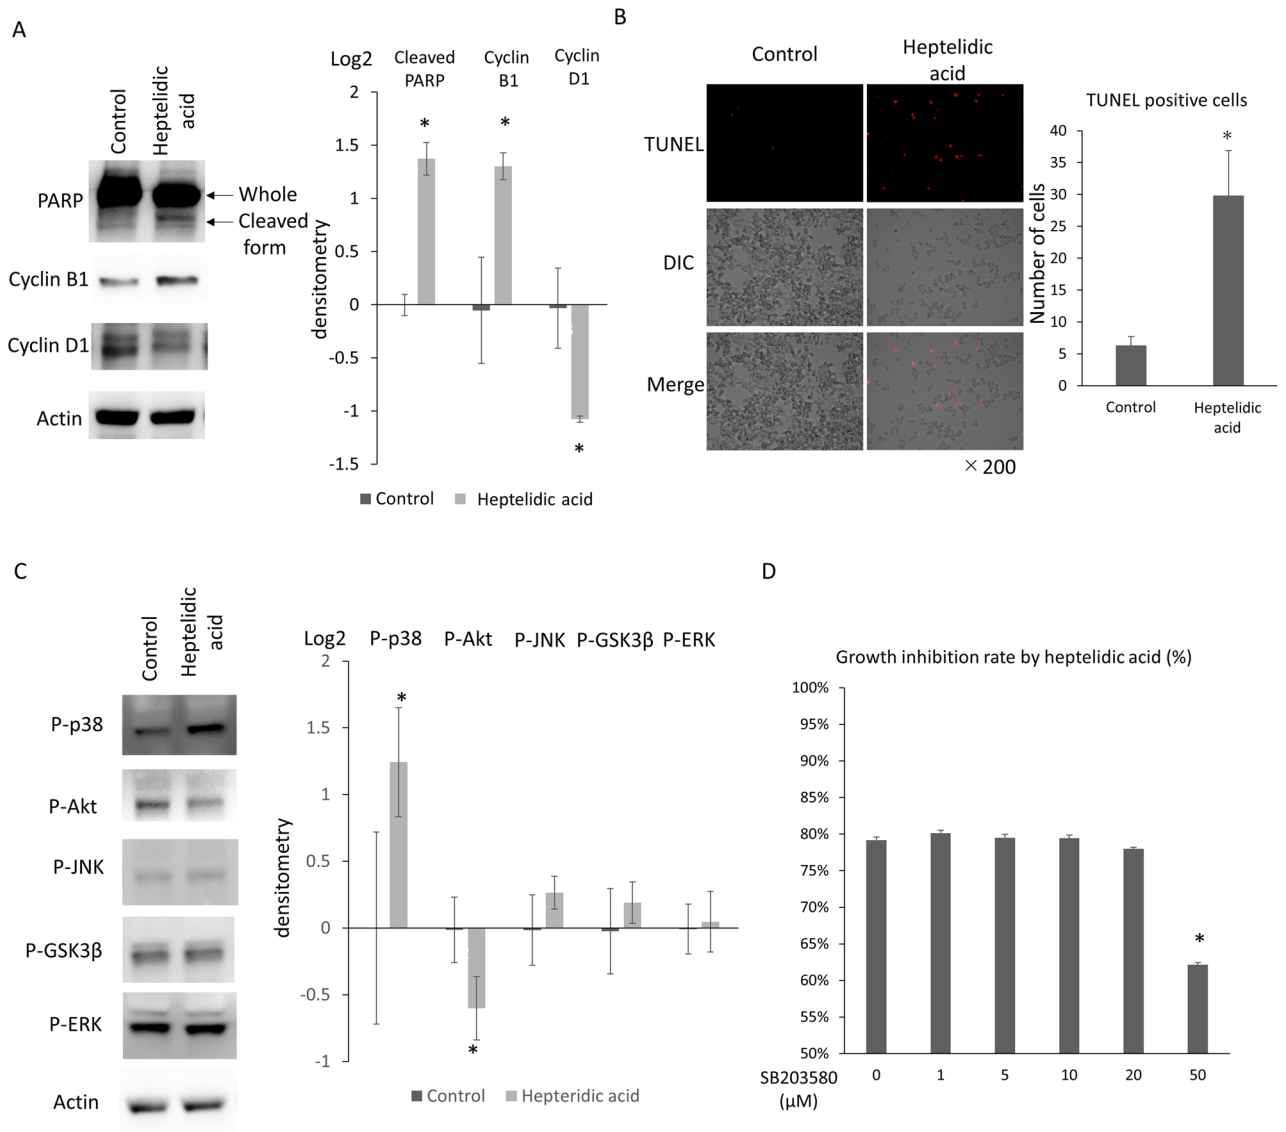 A
Control
Heptelidic
acid
PARP
Whole
Cleaved
form
Cyclin B1
Cyclin D1
Actin
Log2
Cleaved
PARP
Cyclin
B1
Cyclin
D1
2
1.5
1
0.5
0
-0.5
-1
-1.5
densitometry
*
*
*
Control
Heptelidic acid
B
Control
Heptelidic
acid
TUNEL
DIC
Merge
× 200
TUNEL positive cells
Number of cells
40
35
30
25
20
15
10
5
0
*
Control
Heptelidic
acid
C
Control
Heptelidic
acid
P-p38
P-Akt
P-JNK
P-GSK3β
P-ERK
Actin
Log2
P-p38
P-Akt
P-JNK
P-GSK3β
P-ERK
2
1.5
1
0.5
0
-0.5
-1
densitometry
*
*
Control
Hepteridic acid
D
Growth inhibition rate by heptelidic acid (%)
100%
95%
90%
85%
80%
75%
70%
65%
60%
55%
50%
*
SB203580
(μM)
0
1
5
10
20
50